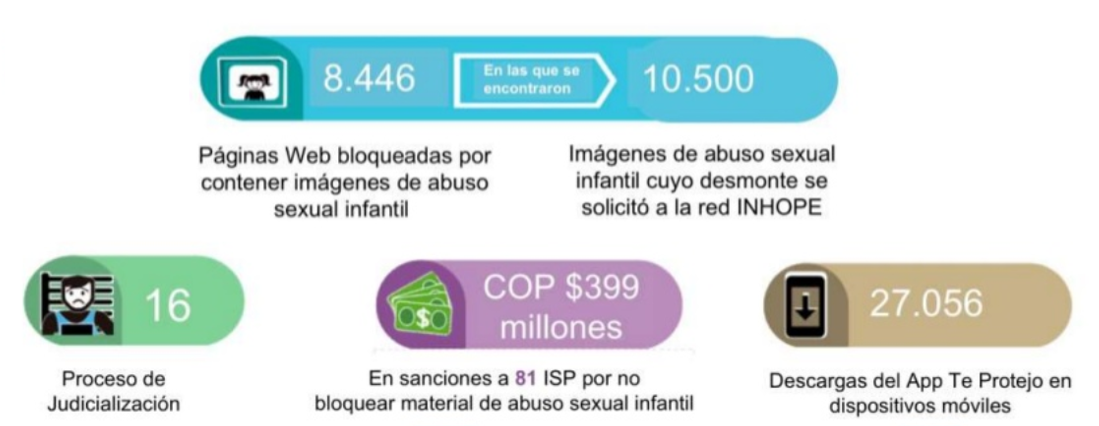 8.446
En las que se
encontraron
10.500
Páginas Web bloqueadas por
contener imágenes de abuso
sexual infantil
Imágenes de abuso sexual
infantil cuyo desmonte se
solicitó a la red INHOPE
16
Proceso de
Judicialización
COP $399
millones
En sanciones a 81 ISP por no
bloquear material de abuso sexual infantil
27.056
Descargas del App Te Protejo en
dispositivos móviles